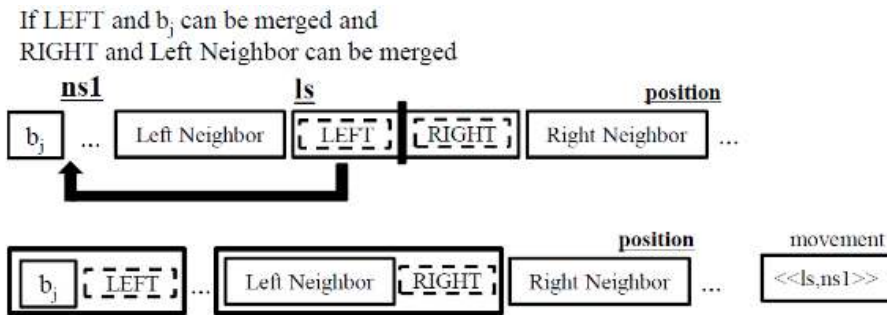 If LEFT and bj can be merged and
RIGHT and Left Neighbor can be merged
ns1 ls position
bj ... Left Neighbor LEFT RIGHT Right Neighbor ...
position movement
bj LEFT ... Left Neighbor RIGHT Right Neighbor ... <<ls,ns1>>